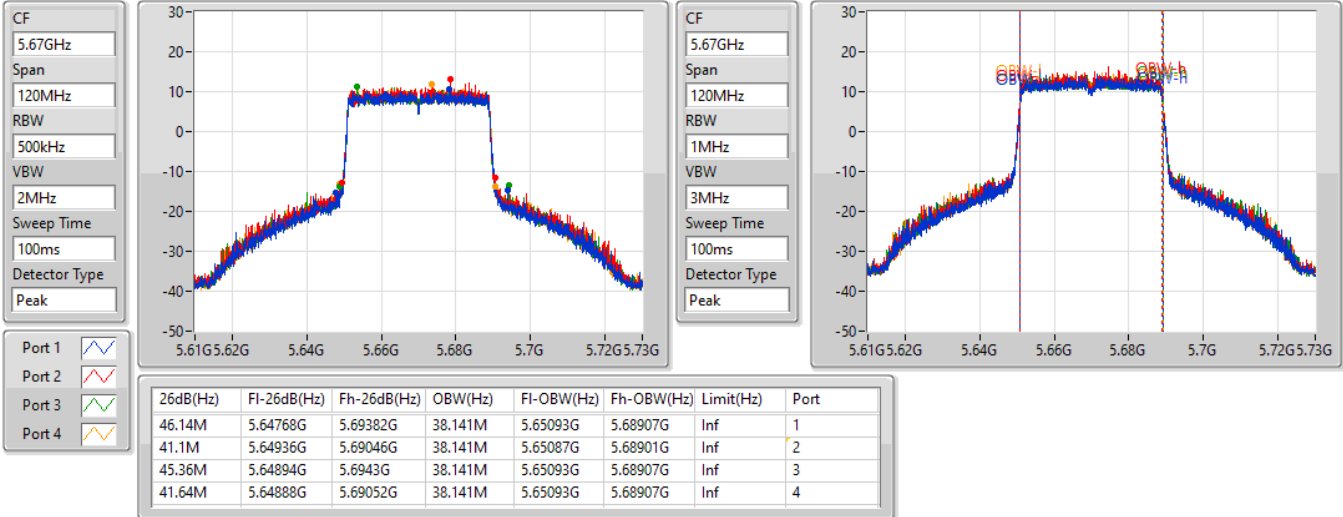 CF
5.67GHz
Span
120MHz
RBW
500kHz
VBW
2MHz
Sweep Time
100ms
Detector Type
Peak
30
20
10
0
-10
-20
-30
-40
-50
5.61G 5.62G 5.64G 5.66G 5.68G 5.7G 5.72G 5.73G
CF
5.67GHz
Span
120MHz
RBW
1MHz
VBW
3MHz
Sweep Time
100ms
Detector Type
Peak
30
20
10
0
-10
-20
-30
-40
-50
OBW-h
5.61G 5.62G 5.64G 5.66G 5.68G 5.7G 5.72G 5.73G
Port 1
Port 2
Port 3
Port 4
26dB(Hz) Fl-26dB(Hz) Fh-26dB(Hz) OBW(Hz) Fl-OBW(Hz) Fh-OBW(Hz) Limit(Hz) Port
46.14M 5.64768G 5.69382G 38.141M 5.65093G 5.68907G Inf 1
41.1M 5.64936G 5.69046G 38.141M 5.65087G 5.68901G Inf 2
45.36M 5.64894G 5.6943G 38.141M 5.65093G 5.68907G Inf 3
41.64M 5.64888G 5.69052G 38.141M 5.65093G 5.68907G Inf 4